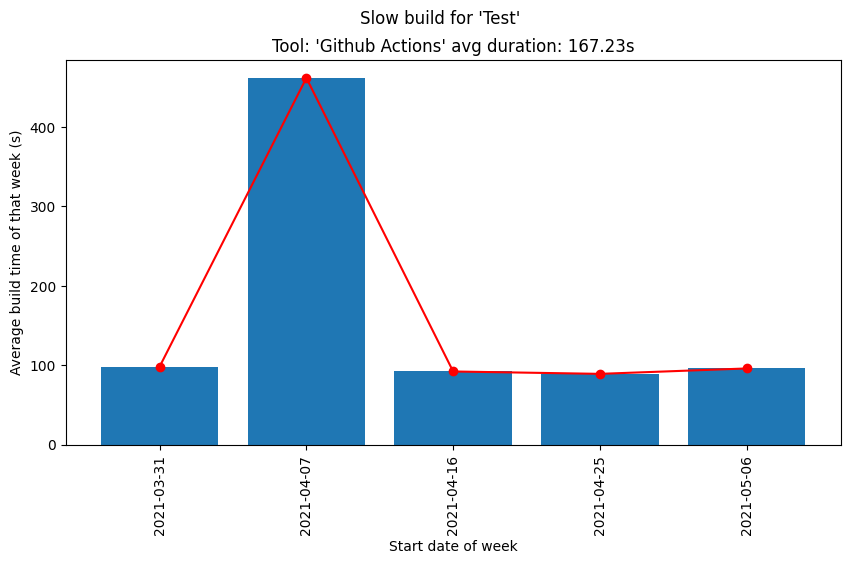 Slow build for 'Test'
Tool: 'Github Actions' avg duration: 167.23s
Average build time of that week (s)
400
300
200
100
0
2021-03-31
2021-04-07
2021-04-16
2021-04-25
2021-05-06
Start date of week